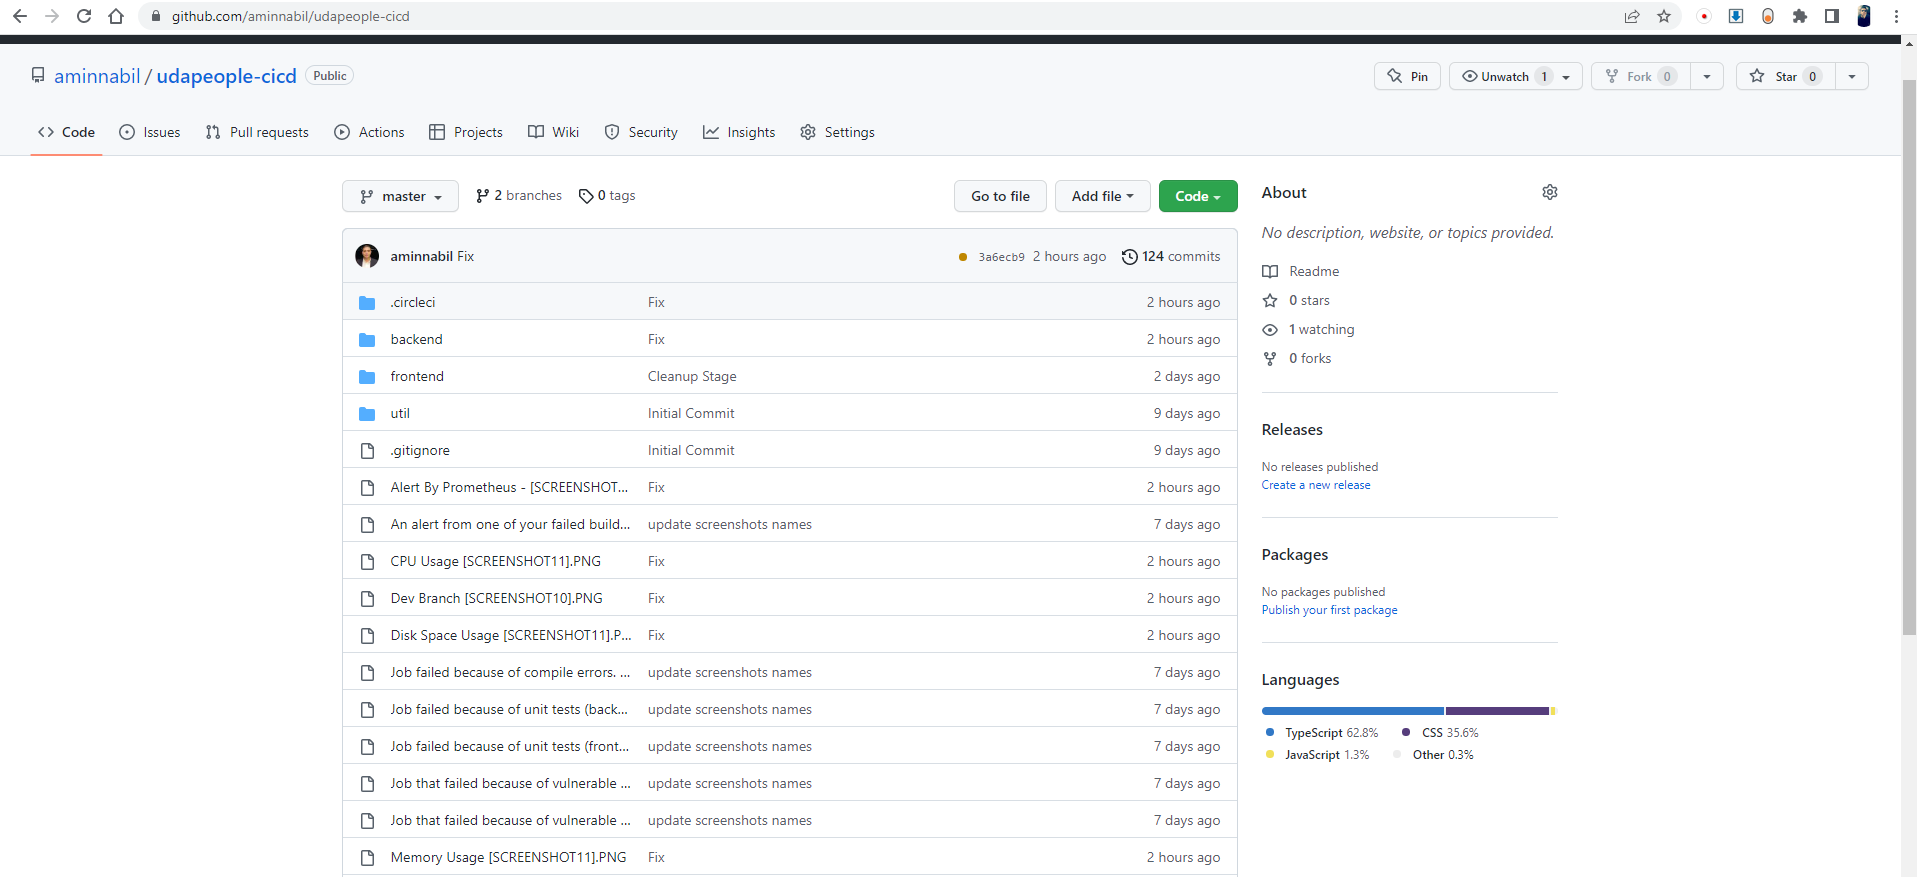 github.com/aminnabil/udapeople-cicd
aminnabil / udapeople-cicd Public
Pin Unwatch 1 Fork 0 Star 0
Code Issues Pull requests Actions Projects Wiki Security Insights Settings
master 2 branches 0 tags Go to file Add file Code
aminnabil Fix 3a6ecb9 2 hours ago 124 commits
.circleci Fix 2 hours ago
backend Fix 2 hours ago
frontend Cleanup Stage 2 days ago
util Initial Commit 9 days ago
.gitignore Initial Commit 9 days ago
Alert By Prometheus - [SCREENSHOT... Fix 2 hours ago
An alert from one of your failed build... update screenshots names 7 days ago
CPU Usage [SCREENSHOT11].PNG Fix 2 hours ago
Dev Branch [SCREENSHOT10].PNG Fix 2 hours ago
Disk Space Usage [SCREENSHOT11].P... Fix 2 hours ago
Job failed because of compile errors. ... update screenshots names 7 days ago
Job failed because of unit tests (back... update screenshots names 7 days ago
Job failed because of unit tests (front... update screenshots names 7 days ago
Job that failed because of vulnerable ... update screenshots names 7 days ago
Job that failed because of vulnerable ... update screenshots names 7 days ago
Memory Usage [SCREENSHOT11].PNG Fix 2 hours ago
About
No description, website, or topics provided.
Readme
0 stars
1 watching
0 forks
Releases
No releases published
Create a new release
Packages
No packages published
Publish your first package
Languages
TypeScript 62.8% CSS 35.6%
JavaScript 1.3% Other 0.3%